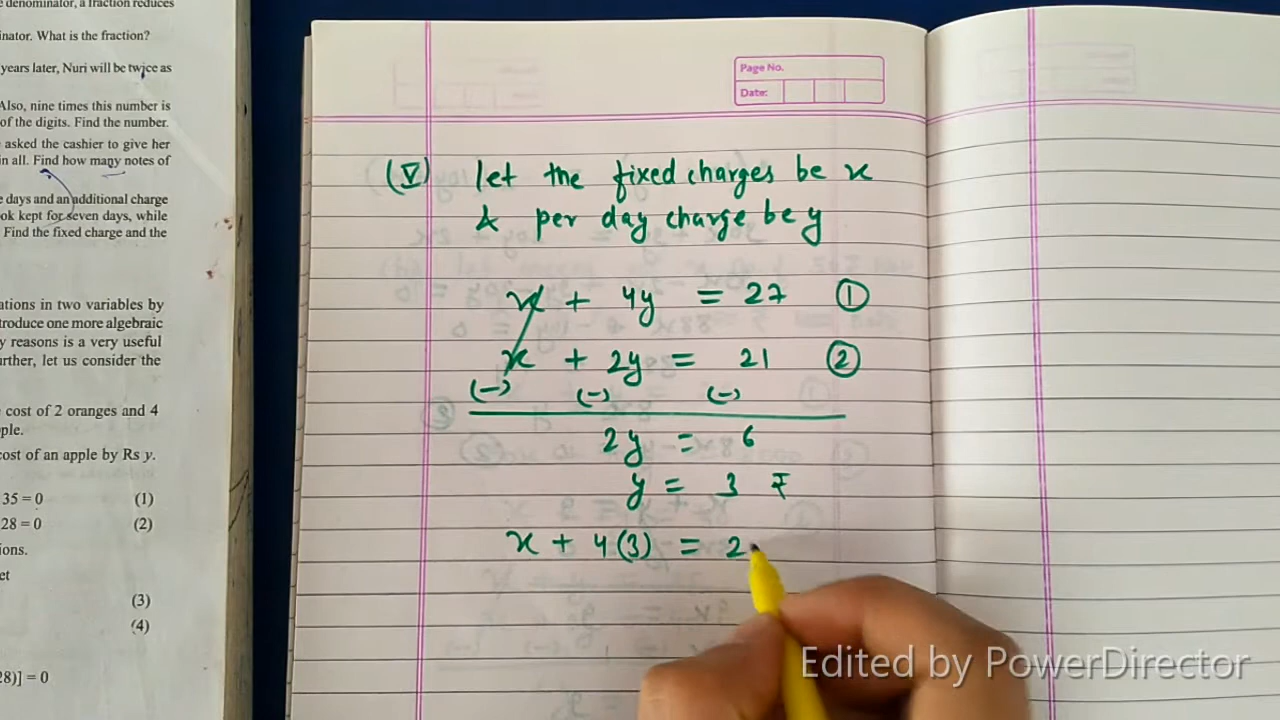 denominator, a fraction reduces
inator. What is the fraction?
years later, Nuri will be twice as
Also, nine times this number is
of the digits. Find the number.
asked the cashier to give her
in all. Find how many notes of
days and an additional charge
ok kept for seven days, while
Find the fixed charge and the
ations in two variables by
troduce one more algebraic
y reasons is a very useful
urther, let us consider the
cost of 2 oranges and 4
ple.
cost of an apple by Rs y.
35 = 0 (1)
28 = 0 (2)
ions.
et
(3)
(4)
28)] = 0
Page No.
Date:
(V) let the fixed charges be x
& per day charge be y
x + 4y = 27 ①
x + 2y = 21 ②
(-) (-) (-)
2y = 6
y = 3 ₹
x + 4(3) = 2
Edited by PowerDirector